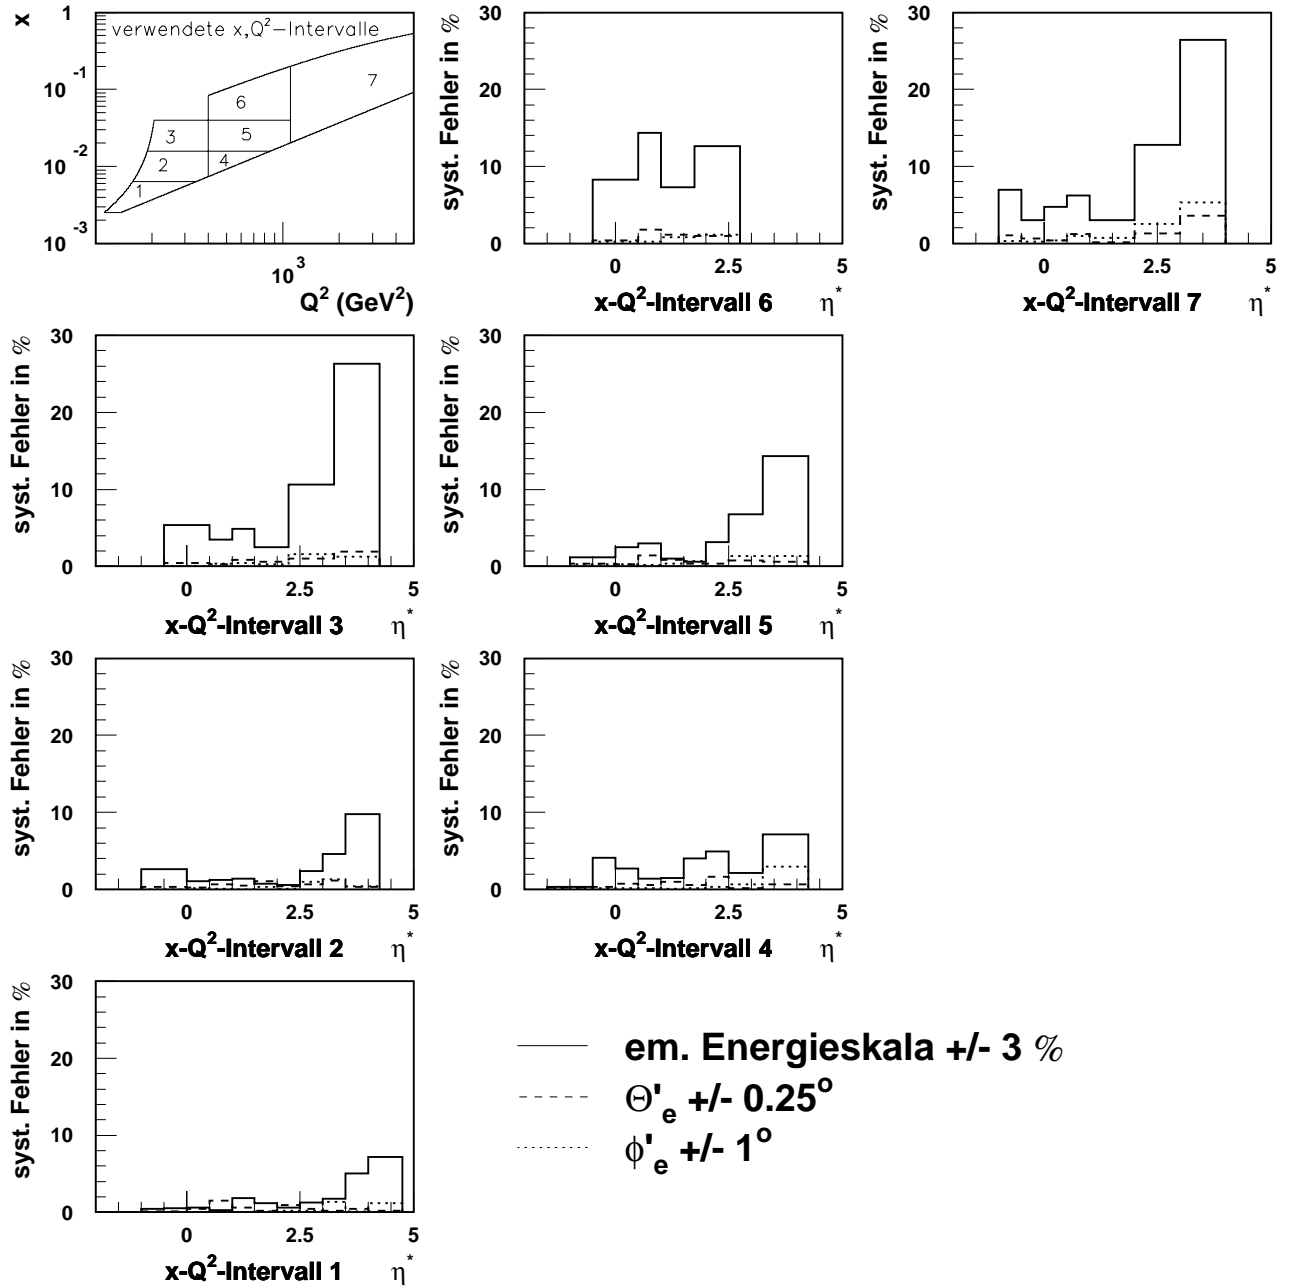 x
1
10⁻¹
10⁻²
10⁻³
verwendete x,Q²−Intervalle
1
2
3
4
5
6
7
10³
Q² (GeV²)
syst. Fehler in %
30
20
10
0
0
2.5
5
x-Q²-Intervall 6
η*
syst. Fehler in %
30
20
10
0
0
2.5
5
x-Q²-Intervall 7
η*
syst. Fehler in %
30
20
10
0
0
2.5
5
x-Q²-Intervall 3
η*
syst. Fehler in %
30
20
10
0
0
2.5
5
x-Q²-Intervall 5
η*
syst. Fehler in %
30
20
10
0
0
2.5
5
x-Q²-Intervall 2
η*
syst. Fehler in %
30
20
10
0
0
2.5
5
x-Q²-Intervall 4
η*
syst. Fehler in %
30
20
10
0
0
2.5
5
x-Q²-Intervall 1
η*
em. Energieskala +/- 3 %
Θ'ₑ +/- 0.25°
ϕ'ₑ +/- 1°